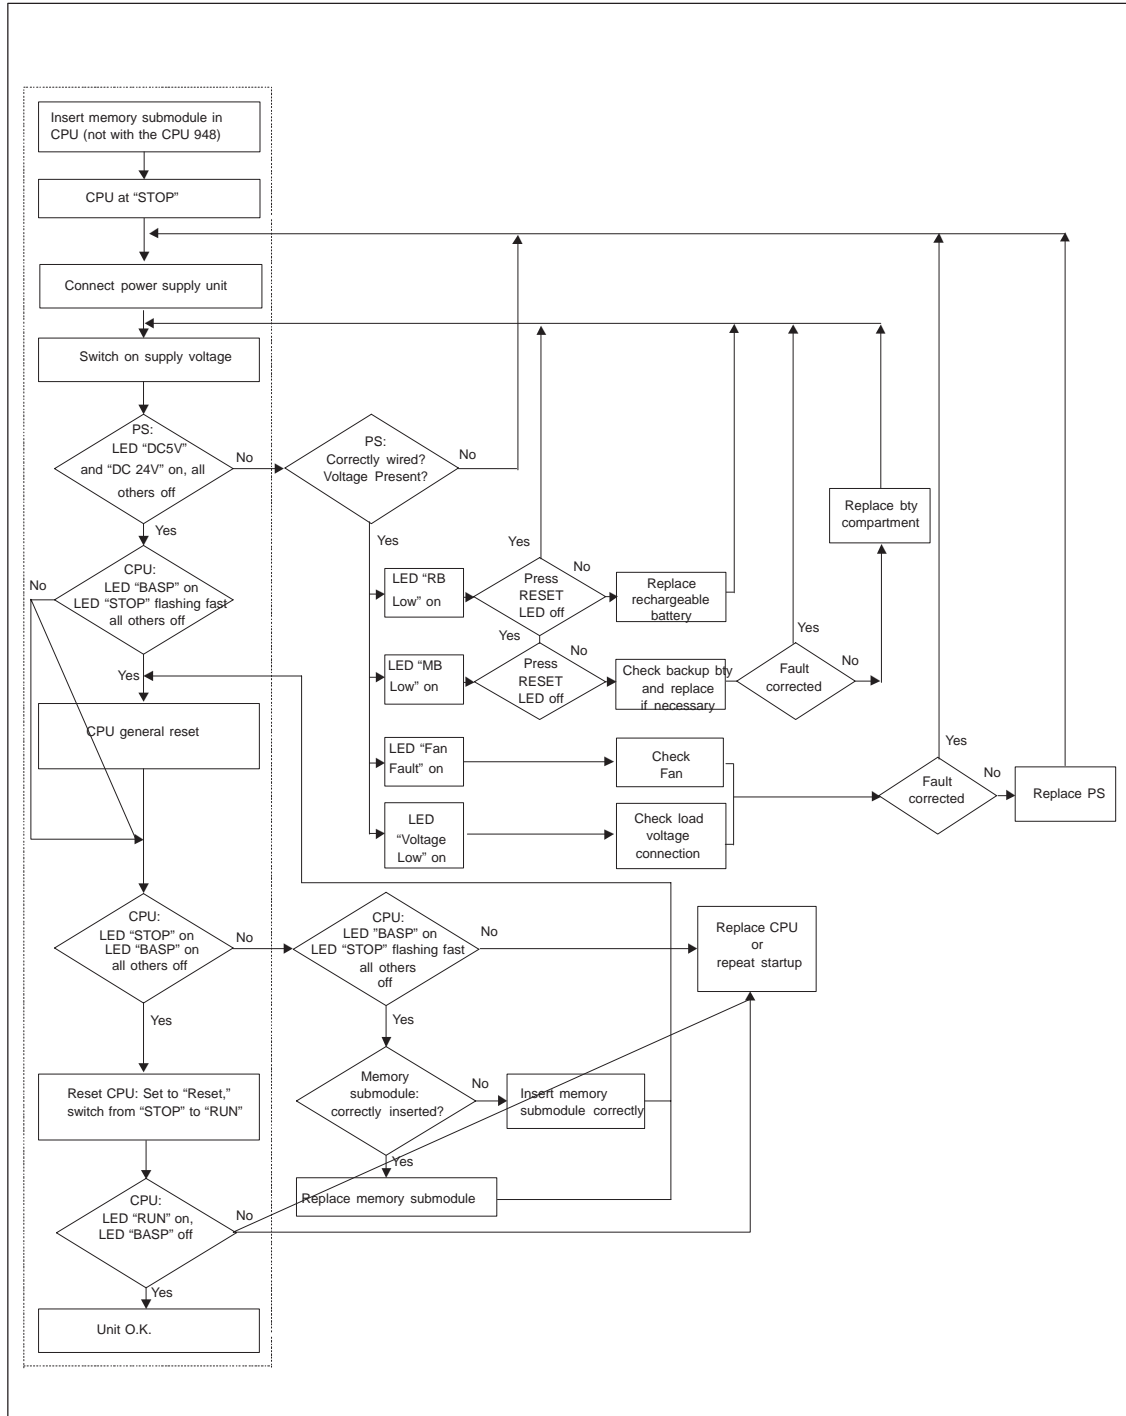 Insert memory submodule in
CPU (not with the CPU 948)
CPU at “STOP”
Connect power supply unit
Switch on supply voltage
PS:
LED “DC5V”
and “DC 24V” on, all
others off
No
Yes
PS:
Correctly wired?
Voltage Present?
No
Yes
Replace bty
compartment
CPU:
LED “BASP” on
LED “STOP” flashing fast
all others off
No
Yes
LED “RB
Low” on
Press
RESET
LED off
Yes
No
Replace
rechargeable
battery
LED “MB
Low” on
Yes
Press
RESET
LED off
No
Check backup bty
and replace
if necessary
Fault
corrected
Yes
No
CPU general reset
LED “Fan
Fault” on
Check
Fan
LED
“Voltage
Low” on
Check load
voltage
connection
Fault
corrected
Yes
No
Replace PS
CPU:
LED “STOP” on
LED “BASP” on
all others off
No
Yes
CPU:
LED ”BASP” on
LED “STOP” flashing fast
all others
off
No
Yes
Replace CPU
or
repeat startup
Reset CPU: Set to “Reset,”
switch from “STOP” to “RUN”
Memory
submodule:
correctly inserted?
No
Yes
Insert memory
submodule correctly
Replace memory submodule
CPU:
LED “RUN” on,
LED “BASP” off
No
Yes
Unit O.K.